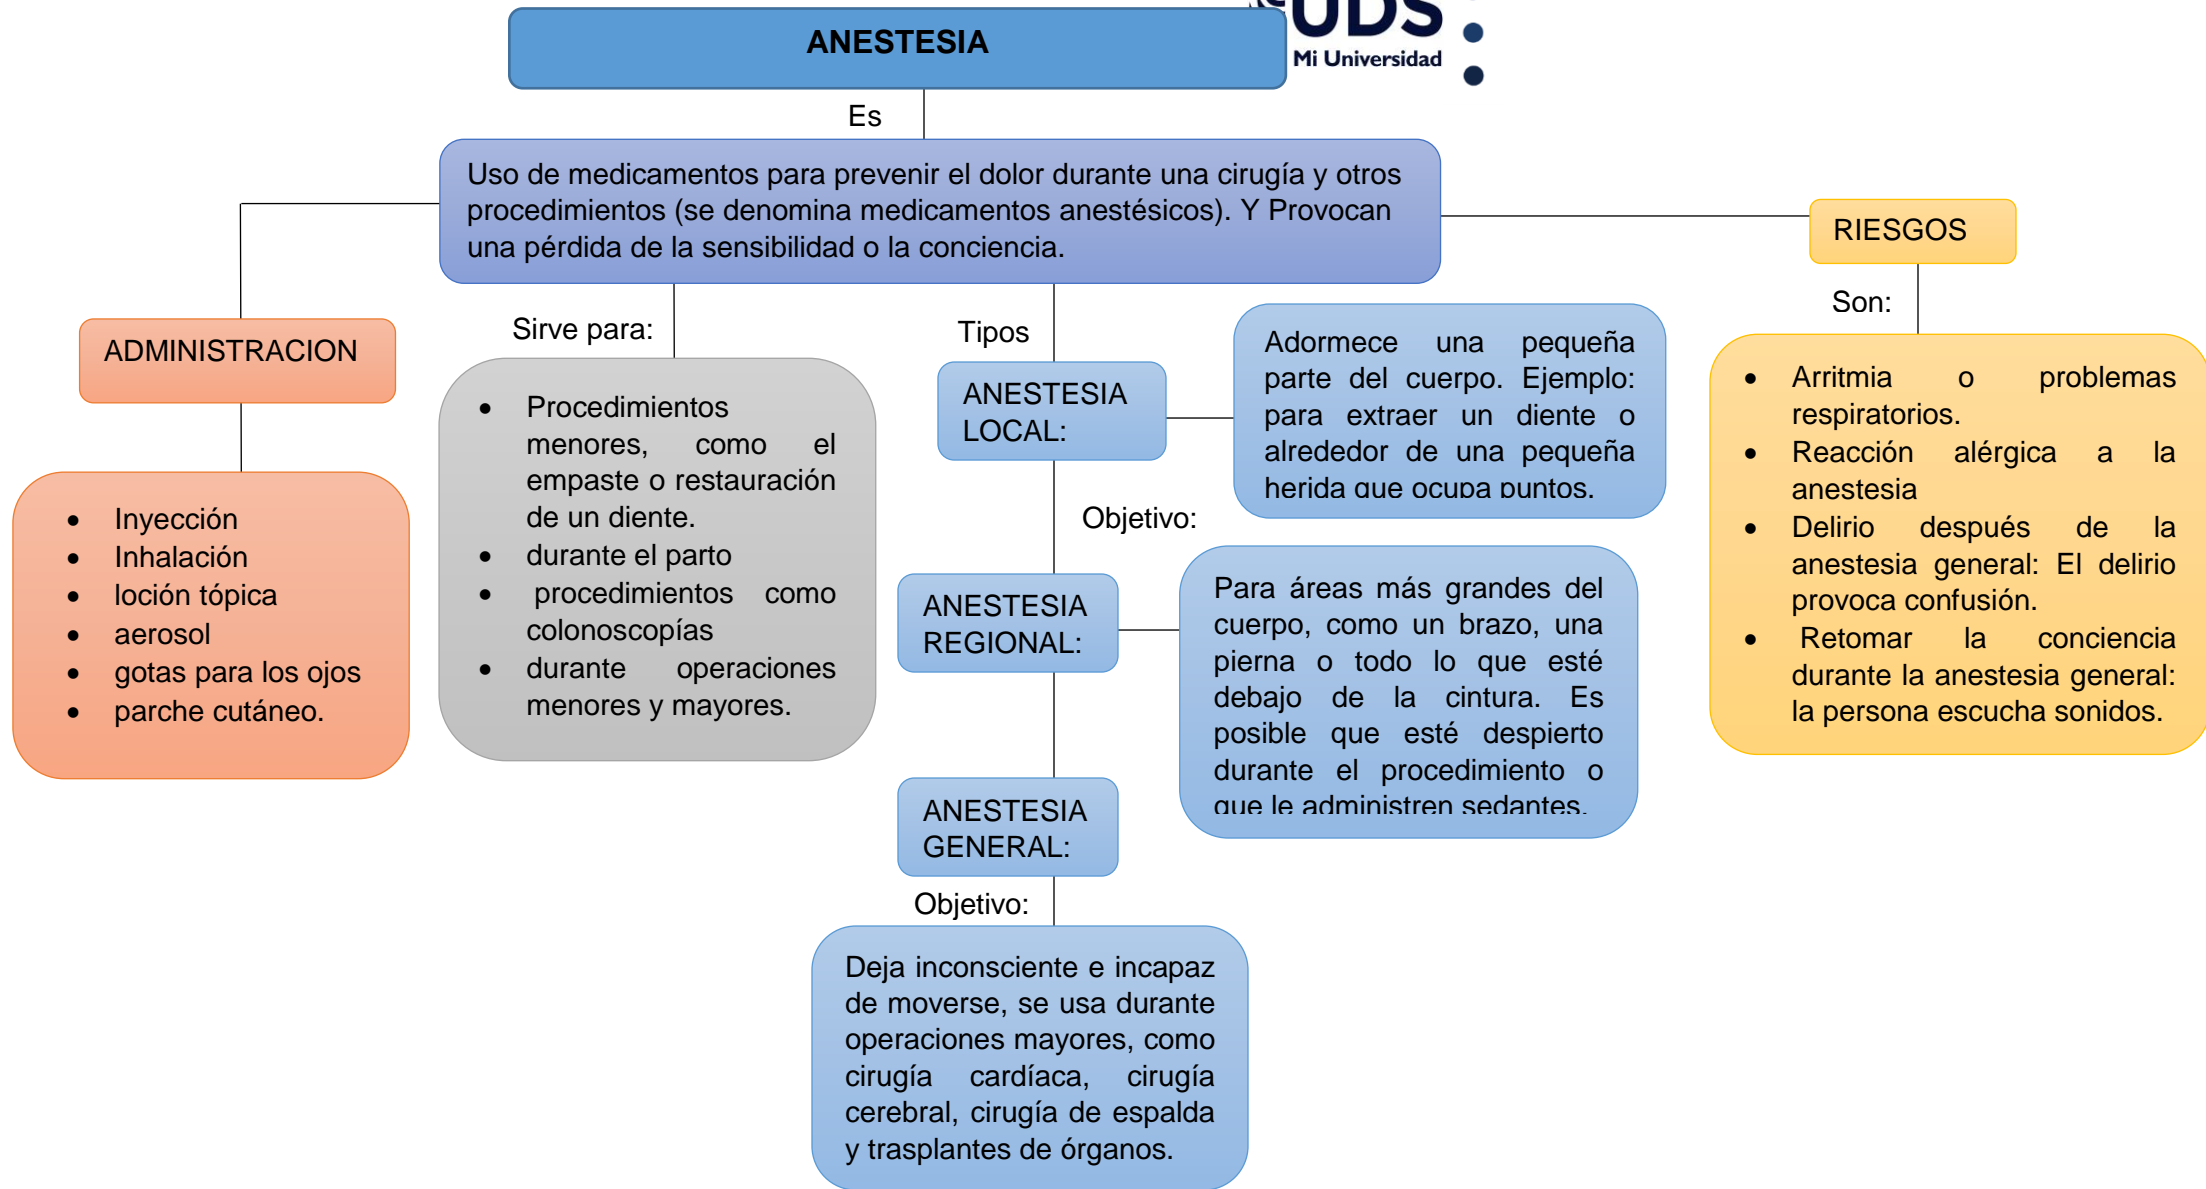 UDS
Mi Universidad
ANESTESIA
Es
Uso de medicamentos para prevenir el dolor durante una cirugía y otros
procedimientos (se denomina medicamentos anestésicos). Y Provocan
una pérdida de la sensibilidad o la conciencia.
ADMINISTRACION
• Inyección
• Inhalación
• loción tópica
• aerosol
• gotas para los ojos
• parche cutáneo.
Sirve para:
• Procedimientos
menores, como el
empaste o restauración
de un diente.
• durante el parto
• procedimientos como
colonoscopías
• durante operaciones
menores y mayores.
Tipos
ANESTESIA
LOCAL:
Adormece una pequeña
parte del cuerpo. Ejemplo:
para extraer un diente o
alrededor de una pequeña
herida que ocupa puntos.
Objetivo:
ANESTESIA
REGIONAL:
Para áreas más grandes del
cuerpo, como un brazo, una
pierna o todo lo que esté
debajo de la cintura. Es
posible que esté despierto
durante el procedimiento o
que le administren sedantes.
ANESTESIA
GENERAL:
Objetivo:
Deja inconsciente e incapaz
de moverse, se usa durante
operaciones mayores, como
cirugía cardíaca, cirugía
cerebral, cirugía de espalda
y trasplantes de órganos.
RIESGOS
Son:
• Arritmia o problemas
respiratorios.
• Reacción alérgica a la
anestesia
• Delirio después de la
anestesia general: El delirio
provoca confusión.
• Retomar la conciencia
durante la anestesia general:
la persona escucha sonidos.